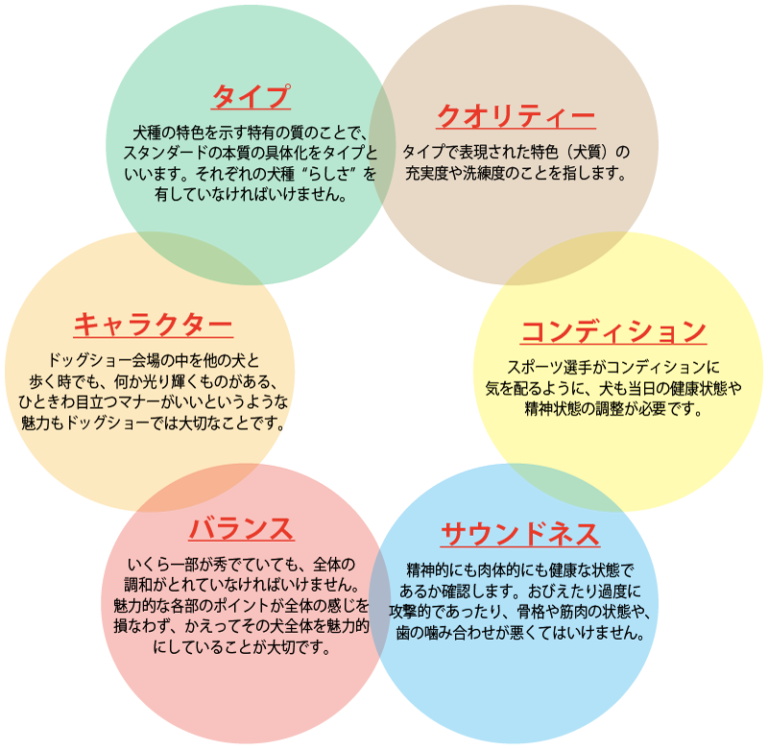 タイプ
犬種の特色を示す特有の質のことで、
スタンダードの本質の具体化をタイプと
いいます。それぞれの犬種“らしさ”を
有していなければいけません。
クオリティー
タイプで表現された特色（犬質）の
充実度や洗練度のことを指します。
キャラクター
ドッグショー会場の中を他の犬と
歩く時でも、何か光り輝くものがある、
ひときわ目立つマナーがいいというような
魅力もドッグショーでは大切なことです。
コンディション
スポーツ選手がコンディションに
気を配るように、犬も当日の健康状態や
精神状態の調整が必要です。
バランス
いくら一部が秀でていても、全体の
調和がとれていなければいけません。
魅力的な各部のポイントが全体の感じを
損なわず、かえってその犬全体を魅力的
にしていることが大切です。
サウンドネス
精神的にも肉体的にも健康な状態で
あるか確認します。おびえたり過度に
攻撃的であったり、骨格や筋肉の状態や、
歯の噛み合わせが悪くてはいけません。